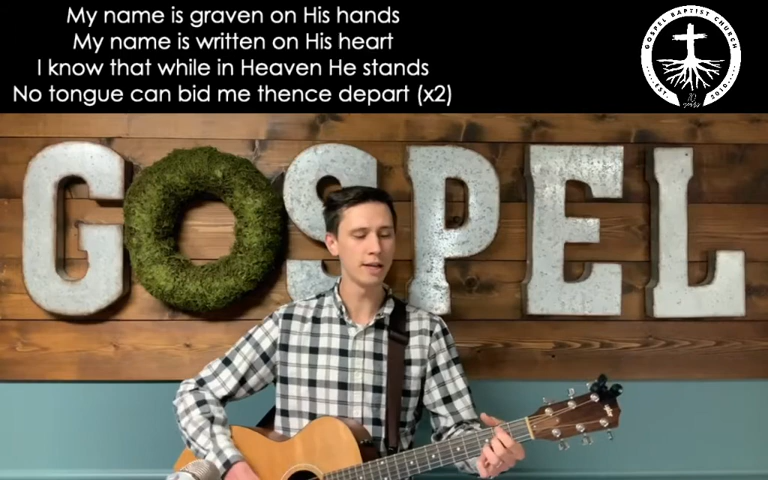 My name is graven on His hands
My name is written on His heart
I know that while in Heaven He stands
No tongue can bid me thence depart (x2)
GOSPEL BAPTIST CHURCH
EST. 2010
GOSPEL